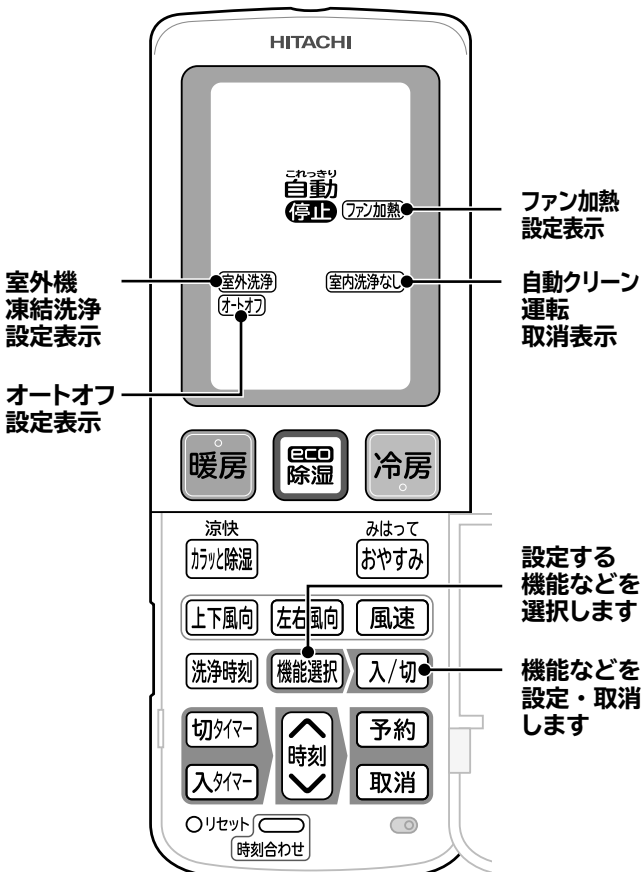 HITACHI
これっきり
自動
停止 ファン加熱
ファン加熱
設定表示
室外洗浄 室内洗浄なし
オートオフ
室外機
凍結洗浄
設定表示
自動クリーン
運転
取消表示
オートオフ
設定表示
暖房 eco 除湿 冷房
涼快 みはって
カラッと除湿 おやすみ
設定する
機能などを
選択します
上下風向 左右風向 風速
洗浄時刻 機能選択 入/切
機能などを
設定・取消
します
切タイマー 時刻 予約
入タイマー 取消
リセット
時刻合わせ